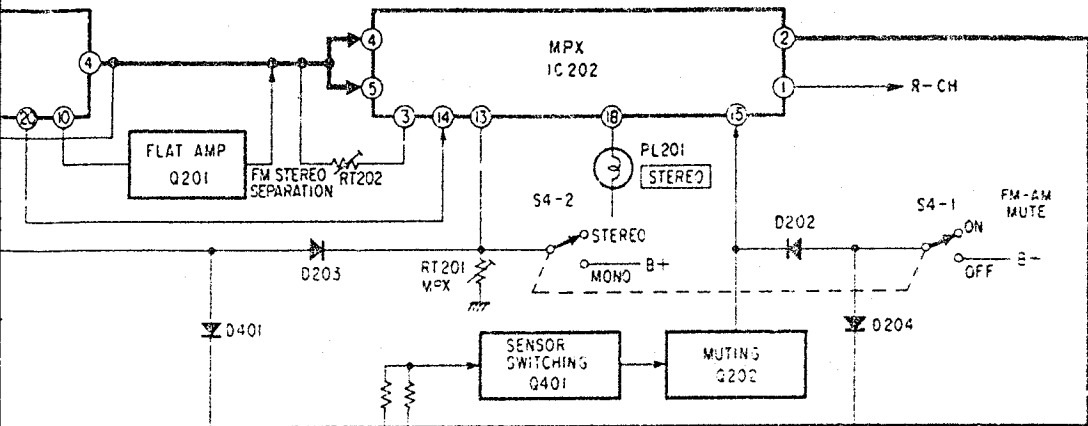 4
20
10
FLAT AMP
Q201
FM STEREO
SEPARATION
RT202
MPX
IC202
4
5
2
1
R-CH
3
14
13
18
15
PL201
STEREO
S4-2
STEREO
MONO
B+
D203
RT201
MPX
D401
D202
S4-1
FM-AM
MUTE
ON
OFF
B+
D204
SENSOR
SWITCHING
Q401
MUTING
Q202